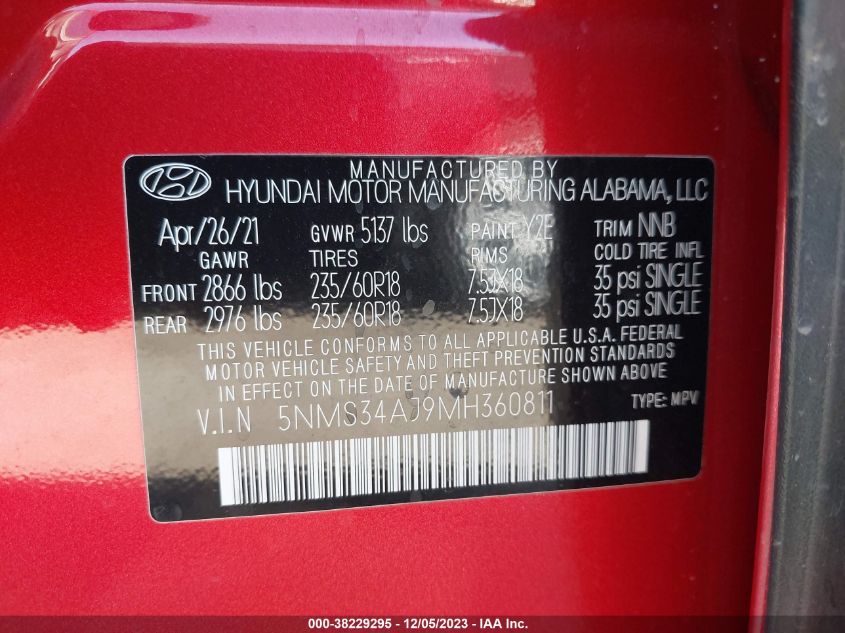 MANUFACTURED BY
HYUNDAI MOTOR MANUFACTURING ALABAMA, LLC
Apr/26/21 GVWR 5137 lbs PAINT Y2E TRIM NNB
GAWR TIRES RIMS COLD TIRE INFL
FRONT 2866 lbs 235/60R18 7.5JX18 35 psi SINGLE
REAR 2976 lbs 235/60R18 7.5JX18 35 psi SINGLE
THIS VEHICLE CONFORMS TO ALL APPLICABLE U.S.A. FEDERAL
MOTOR VEHICLE SAFETY AND THEFT PREVENTION STANDARDS
IN EFFECT ON THE DATE OF MANUFACTURE SHOWN ABOVE
V.I.N 5NMS34AJ9MH360811 TYPE: MPV
000-38229295 - 12/05/2023 - IAA Inc.